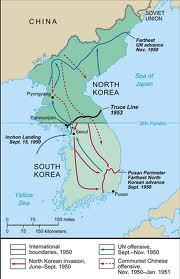 SOVIET
UNION
CHINA
Farthest
UN advance
Nov. 1950
NORTH
KOREA
Sea of
Japan
Pyongyang
Truce Line
1953
Panmunjom
38th Parallel
Seoul
Inchon Landing
Sept. 15, 1950
SOUTH
KOREA
Pusan Perimeter
Farthest North
Korean advance
Sept. 1950
Yellow
Sea
Pusan
0 75 150 miles
0 75 150 kilometers
International
boundaries, 1950
UN offensive,
Sept.–Nov. 1950
North Korean invasion,
June–Sept. 1950
Communist Chinese
offensive,
Nov. 1950–Jan. 1951